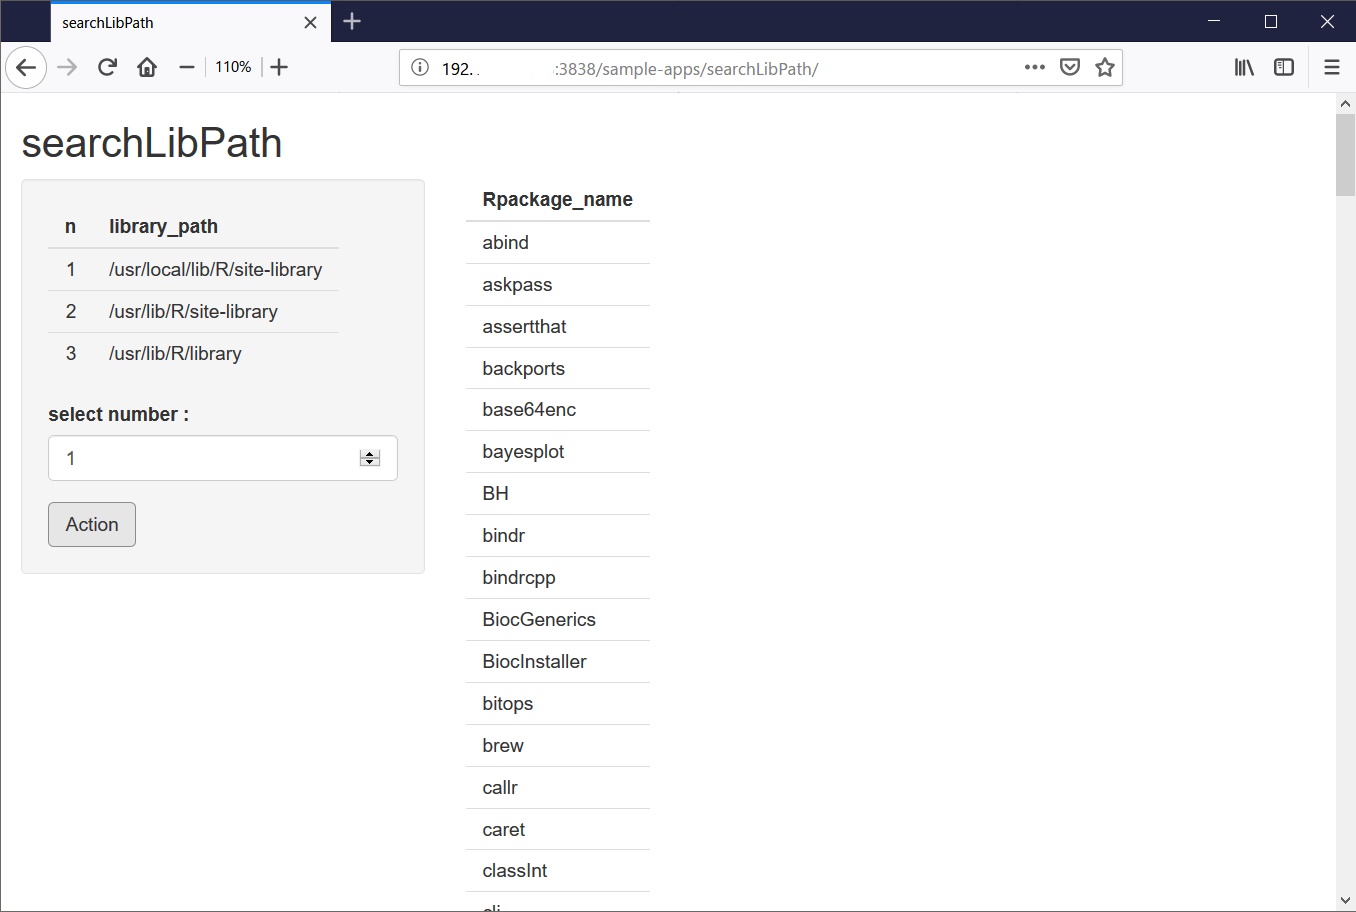 searchLibPath
110%
192. . :3838/sample-apps/searchLibPath/
searchLibPath
n library_path
1 /usr/local/lib/R/site-library
2 /usr/lib/R/site-library
3 /usr/lib/R/library
select number :
1
Action
Rpackage_name
abind
askpass
assertthat
backports
base64enc
bayesplot
BH
bindr
bindrcpp
BiocGenerics
BiocInstaller
bitops
brew
callr
caret
classInt